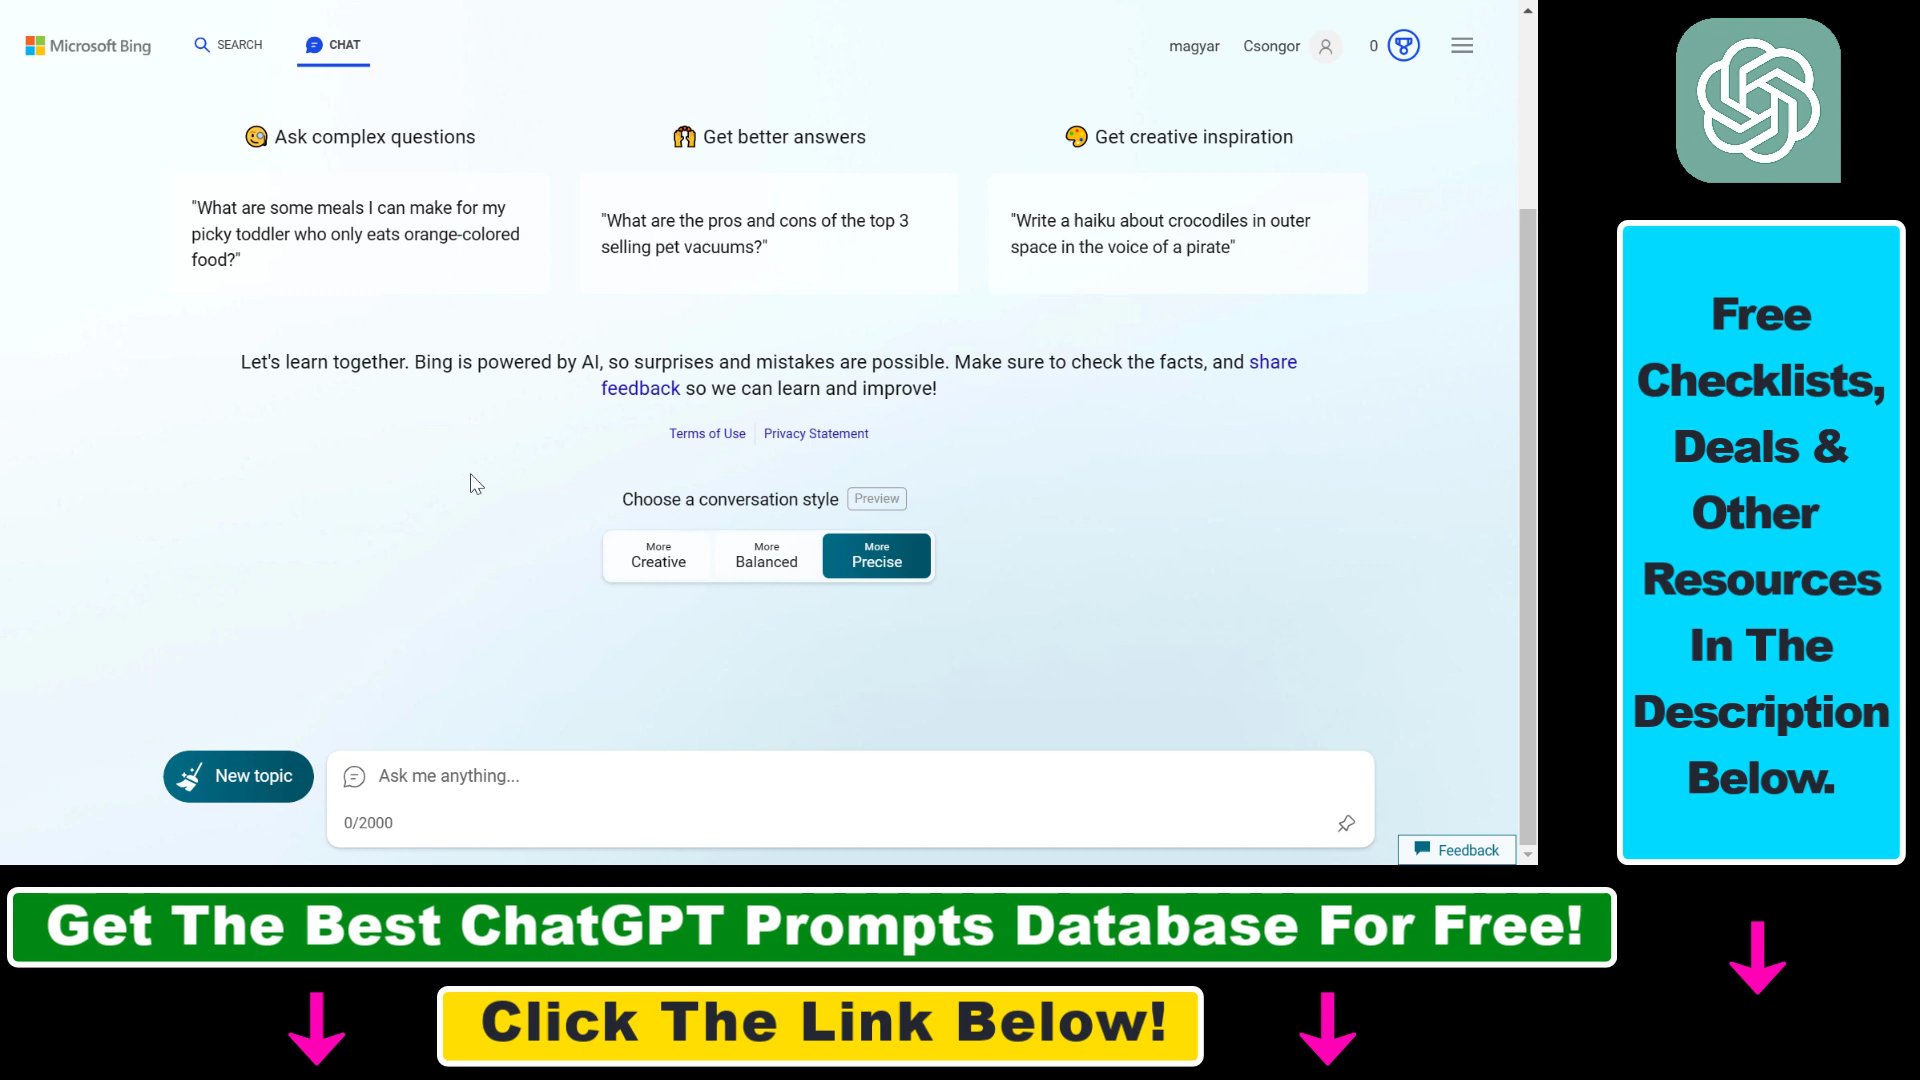 Microsoft Bing
SEARCH
CHAT
magyar
Csongor
0
Ask complex questions
Get better answers
Get creative inspiration
"What are some meals I can make for my
picky toddler who only eats orange-colored
food?"
"What are the pros and cons of the top 3
selling pet vacuums?"
"Write a haiku about crocodiles in outer
space in the voice of a pirate"
Let's learn together. Bing is powered by AI, so surprises and mistakes are possible. Make sure to check the facts, and share
feedback so we can learn and improve!
Terms of Use
Privacy Statement
Choose a conversation style
Preview
More
Creative
More
Balanced
More
Precise
New topic
Ask me anything...
0/2000
Feedback
Free
Checklists,
Deals &
Other
Resources
In The
Description
Below.
Get The Best ChatGPT Prompts Database For Free!
Click The Link Below!